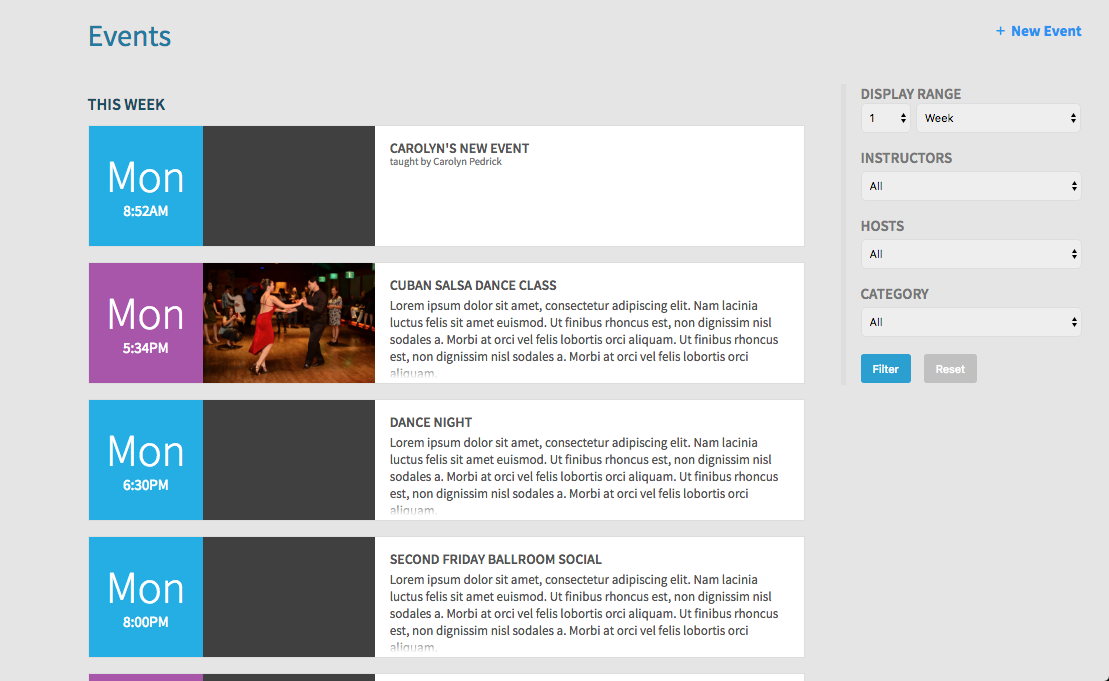 Events
+ New Event
THIS WEEK
Mon
8:52AM
CAROLYN'S NEW EVENT
taught by Carolyn Pedrick
Mon
5:34PM
CUBAN SALSA DANCE CLASS
Lorem ipsum dolor sit amet, consectetur adipiscing elit. Nam lacinia
luctus felis sit amet euismod. Ut finibus rhoncus est, non dignissim nisl
sodales a. Morbi at orci vel felis lobortis orci aliquam. Ut finibus rhoncus
est, non dignissim nisl sodales a. Morbi at orci vel felis lobortis orci
aliquam.
Mon
6:30PM
DANCE NIGHT
Lorem ipsum dolor sit amet, consectetur adipiscing elit. Nam lacinia
luctus felis sit amet euismod. Ut finibus rhoncus est, non dignissim nisl
sodales a. Morbi at orci vel felis lobortis orci aliquam. Ut finibus rhoncus
est, non dignissim nisl sodales a. Morbi at orci vel felis lobortis orci
aliquam.
Mon
8:00PM
SECOND FRIDAY BALLROOM SOCIAL
Lorem ipsum dolor sit amet, consectetur adipiscing elit. Nam lacinia
luctus felis sit amet euismod. Ut finibus rhoncus est, non dignissim nisl
sodales a. Morbi at orci vel felis lobortis orci aliquam. Ut finibus rhoncus
est, non dignissim nisl sodales a. Morbi at orci vel felis lobortis orci
aliquam.
DISPLAY RANGE
1 Week
INSTRUCTORS
All
HOSTS
All
CATEGORY
All
Filter Reset